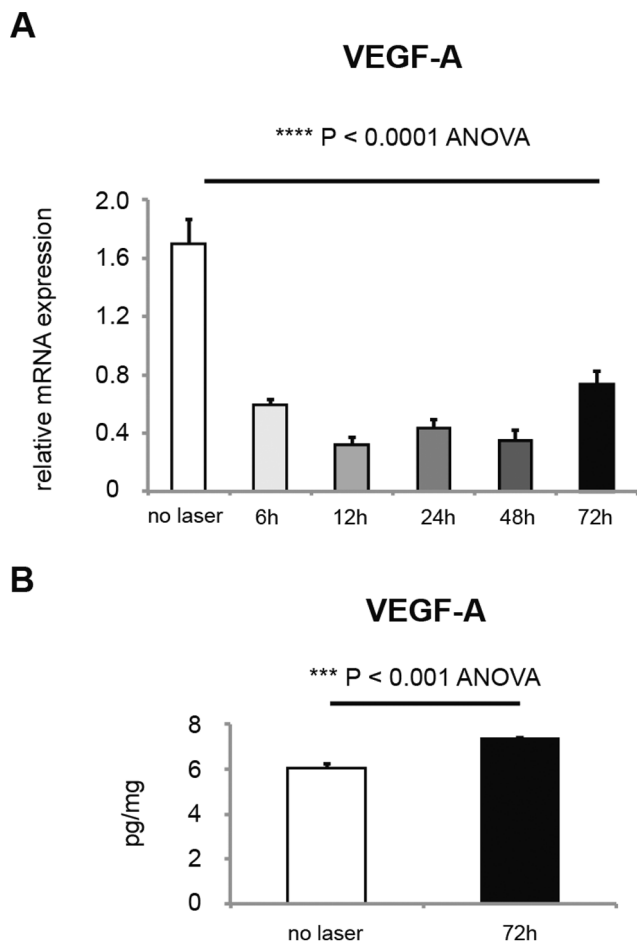 A
VEGF-A
**** P < 0.0001 ANOVA
relative mRNA expression
2.0
1.6
1.2
0.8
0.4
0
no laser 6h 12h 24h 48h 72h
B
VEGF-A
*** P < 0.001 ANOVA
pg/mg
8
6
4
2
0
no laser 72h